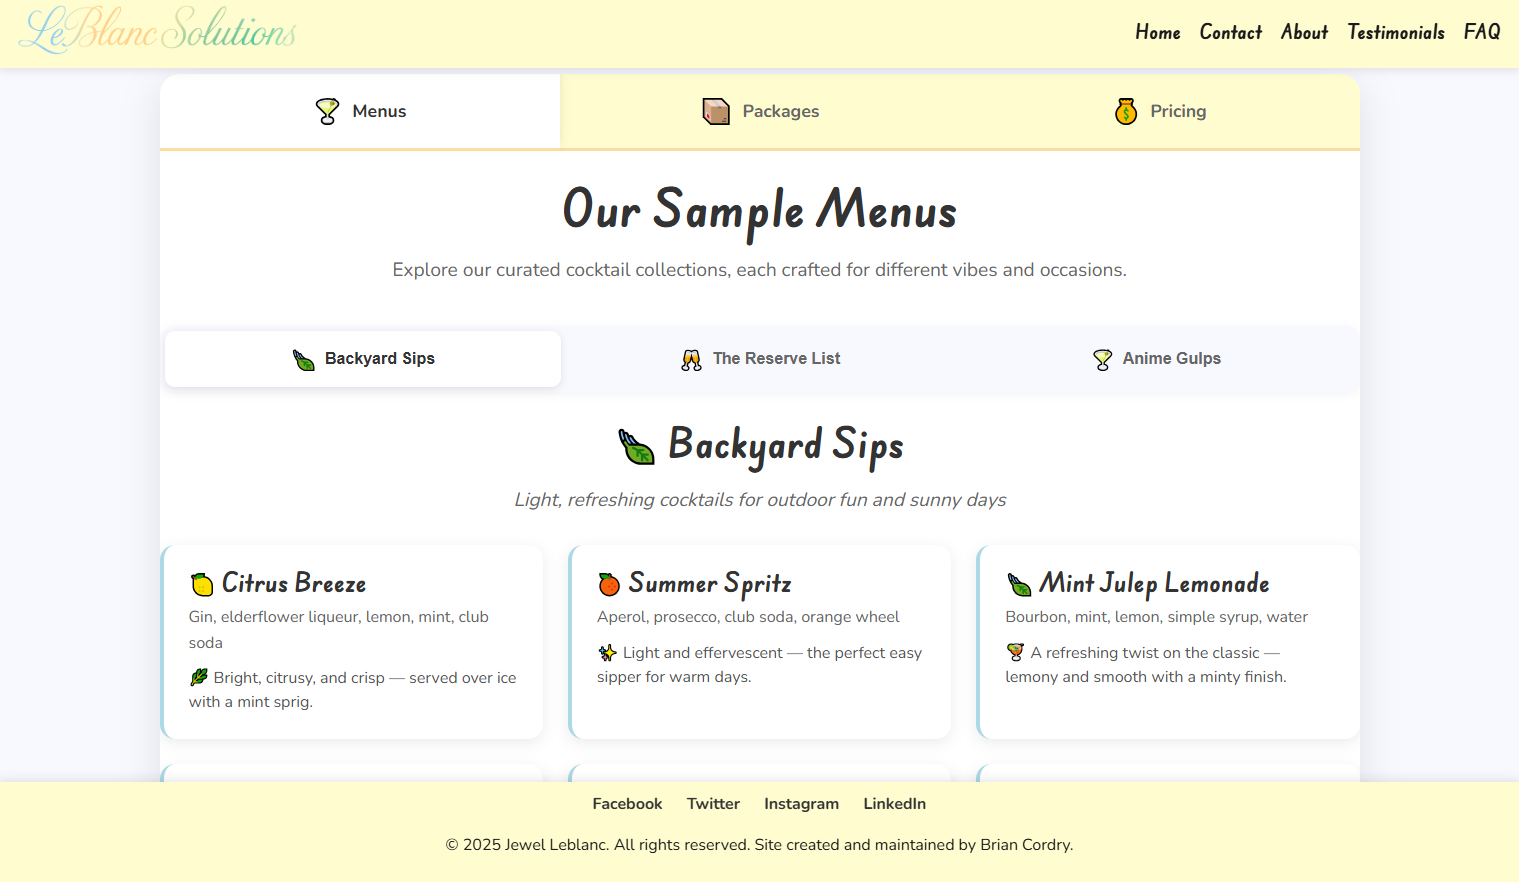 LeBlanc Solutions
Home Contact About Testimonials FAQ
Menus
Packages
Pricing
Our Sample Menus
Explore our curated cocktail collections, each crafted for different vibes and occasions.
Backyard Sips
The Reserve List
Anime Gulps
Backyard Sips
Light, refreshing cocktails for outdoor fun and sunny days
Citrus Breeze
Gin, elderflower liqueur, lemon, mint, club
soda
Bright, citrusy, and crisp — served over ice
with a mint sprig.
Summer Spritz
Aperol, prosecco, club soda, orange wheel
Light and effervescent — the perfect easy
sipper for warm days.
Mint Julep Lemonade
Bourbon, mint, lemon, simple syrup, water
A refreshing twist on the classic —
lemony and smooth with a minty finish.
Facebook Twitter Instagram LinkedIn
© 2025 Jewel Leblanc. All rights reserved. Site created and maintained by Brian Cordry.